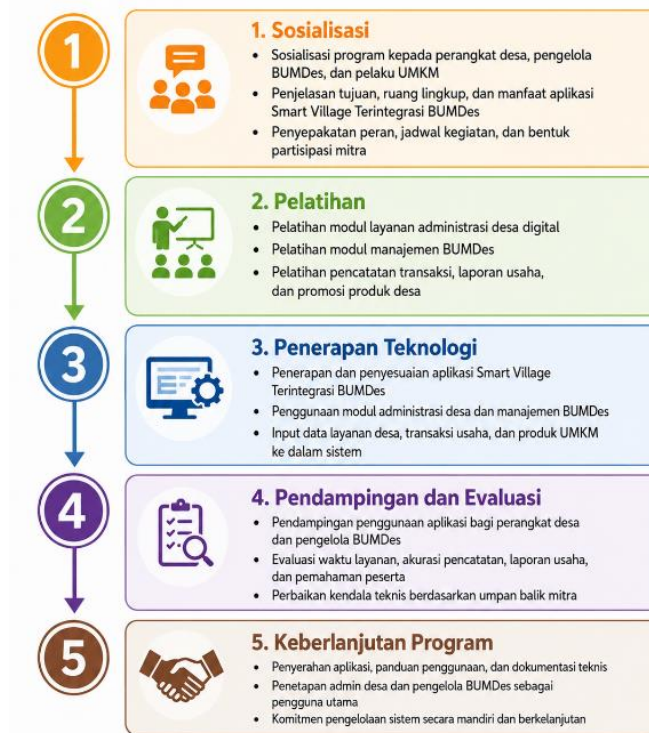 1
1. Sosialisasi
• Sosialisasi program kepada perangkat desa, pengelola
BUMDes, dan pelaku UMKM
• Penjelasan tujuan, ruang lingkup, dan manfaat aplikasi
Smart Village Terintegrasi BUMDes
• Penyepakatan peran, jadwal kegiatan, dan bentuk
partisipasi mitra
2
2. Pelatihan
• Pelatihan modul layanan administrasi desa digital
• Pelatihan modul manajemen BUMDes
• Pelatihan pencatatan transaksi, laporan usaha,
dan promosi produk desa
3
3. Penerapan Teknologi
• Penerapan dan penyesuaian aplikasi Smart Village
Terintegrasi BUMDes
• Penggunaan modul administrasi desa dan manajemen BUMDes
• Input data layanan desa, transaksi usaha, dan produk UMKM
ke dalam sistem
4
4. Pendampingan dan Evaluasi
• Pendampingan penggunaan aplikasi bagi perangkat desa
dan pengelola BUMDes
• Evaluasi waktu layanan, akurasi pencatatan, laporan usaha,
dan pemahaman peserta
• Perbaikan kendala teknis berdasarkan umpan balik mitra
5
5. Keberlanjutan Program
• Penyerahan aplikasi, panduan penggunaan, dan dokumentasi teknis
• Penetapan admin desa dan pengelola BUMDes sebagai
pengguna utama
• Komitmen pengelolaan sistem secara mandiri dan berkelanjutan